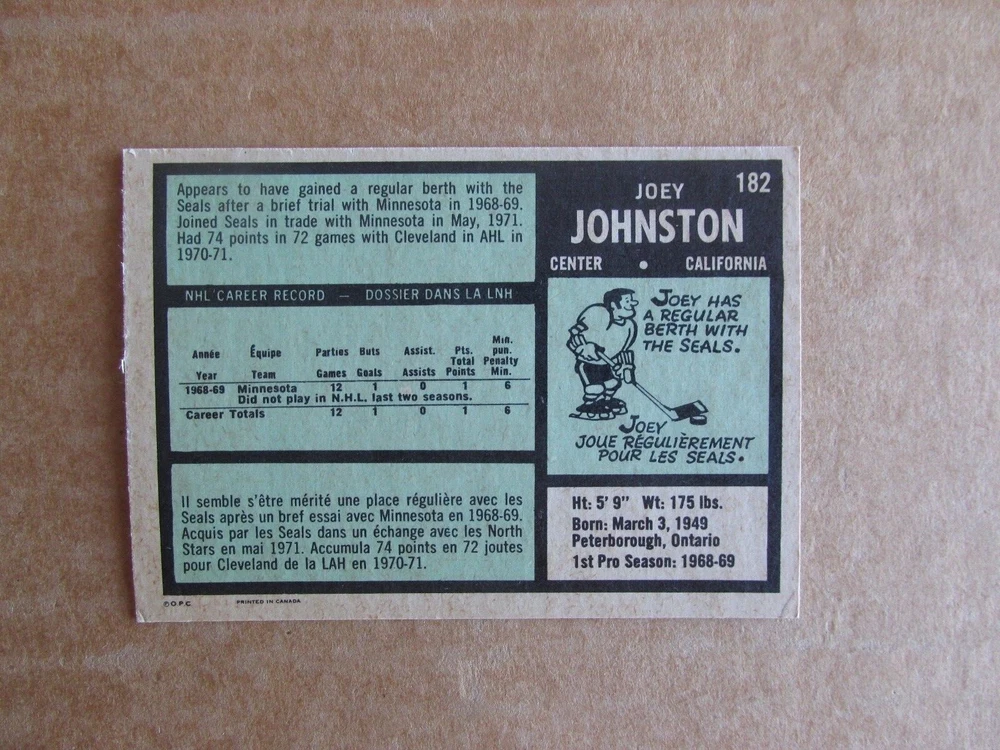 Appears to have gained a regular berth with the
Seals after a brief trial with Minnesota in 1968-69.
Joined Seals in trade with Minnesota in May, 1971.
Had 74 points in 72 games with Cleveland in AHL in
1970-71.
NHL CAREER RECORD — DOSSIER DANS LA LNH
Année Équipe Parties Buts Assist. Pts. Total Min. pun. Penalty
Year Team Games Goals Assists Points Min.
1968-69 Minnesota 12 1 0 1 6
Did not play in N.H.L. last two seasons.
Career Totals 12 1 0 1 6
Il semble s'être mérité une place régulière avec les
Seals après un bref essai avec Minnesota en 1968-69.
Acquis par les Seals dans un échange avec les North
Stars en mai 1971. Accumula 74 points en 72 joutes
pour Cleveland de la LAH en 1970-71.
©O.P.C. PRINTED IN CANADA
182
JOEY
JOHNSTON
CENTER • CALIFORNIA
JOEY HAS
A REGULAR
BERTH WITH
THE SEALS.
JOEY
JOUE RÉGULIÈREMENT
POUR LES SEALS.
Ht: 5' 9" Wt: 175 lbs.
Born: March 3, 1949
Peterborough, Ontario
1st Pro Season: 1968-69